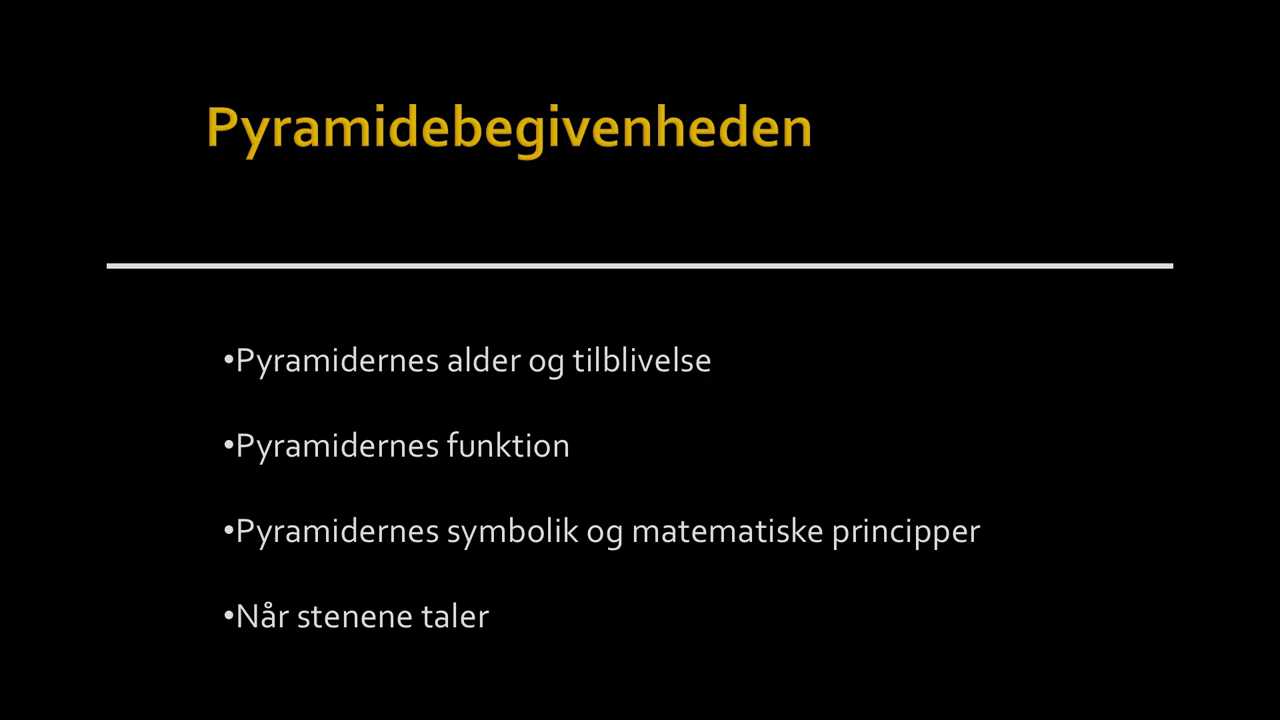 Pyramidebegivenheden
•Pyramidernes alder og tilblivelse
•Pyramidernes funktion
•Pyramidernes symbolik og matematiske principper
•Når stenene taler